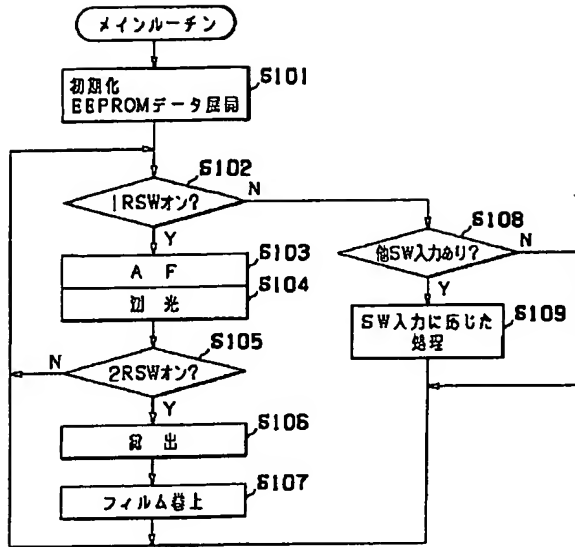 メインルーチン
初期化
EEPROMデータ展開
S101
S102
1RSWオン?
N
Y
S103
AF
S104
測光
S105
2RSWオン?
N
Y
S106
露出
S107
フィルム巻上
S108
他SW入力あり?
N
Y
S109
SW入力に応じた
処理